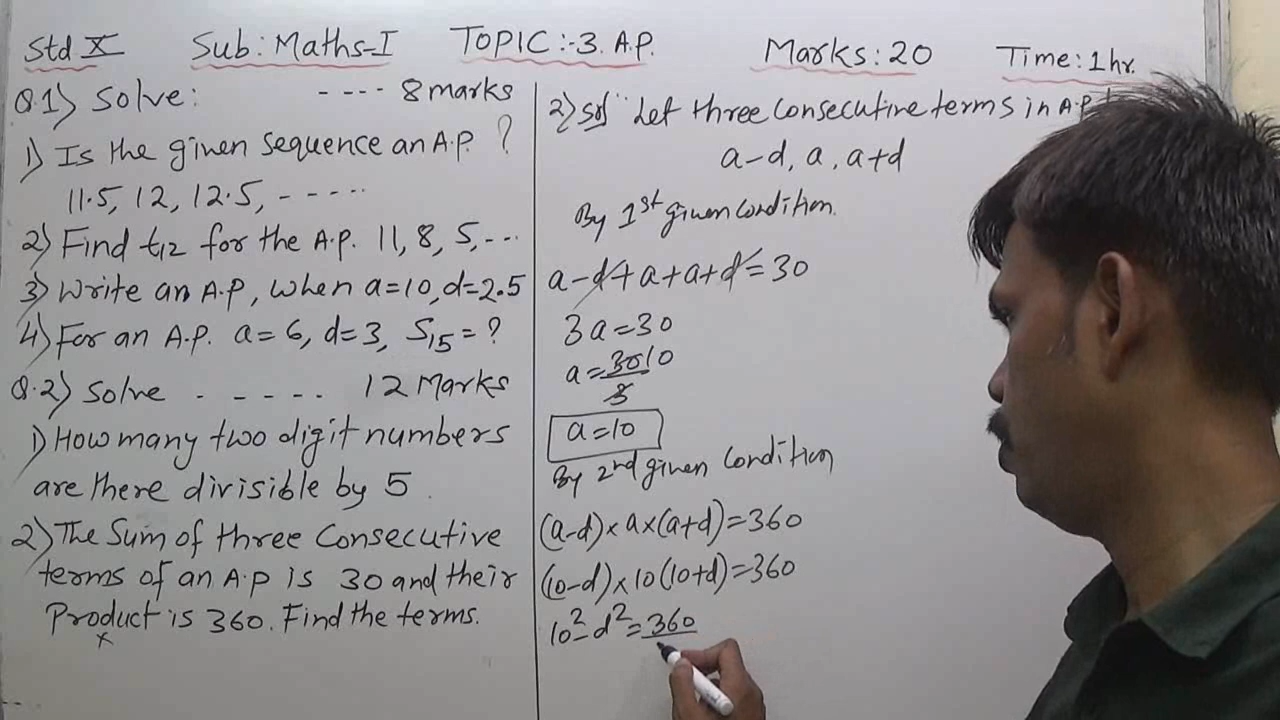 Std X Sub: Maths-I TOPIC:-3. A.P. Marks: 20 Time: 1 hr.
Q.1) Solve: ---- 8 marks
1) Is the given sequence an A.P. ?
11.5, 12, 12.5, -----
2) Find t12 for the A.P. 11, 8, 5, ---
3) Write an A.P, when a=10, d=2.5
4) For an A.P. a= 6, d= 3, S15 = ?
Q.2) Solve - - - - - - 12 Marks
1) How many two digit numbers
are there divisible by 5.
2) The Sum of three Consecutive
terms of an A.P is 30 and their
Product is 360. Find the terms.
x
2) Sol Let three consecutive terms in A.P
a-d, a, a+d
By 1st given condition.
a-d+a+a+d=30
3a=30
a=30 10
3
a=10
By 2nd given condition
(a-d)×a×(a+d)=360
(10-d)×10(10+d)=360
10²-d²=360